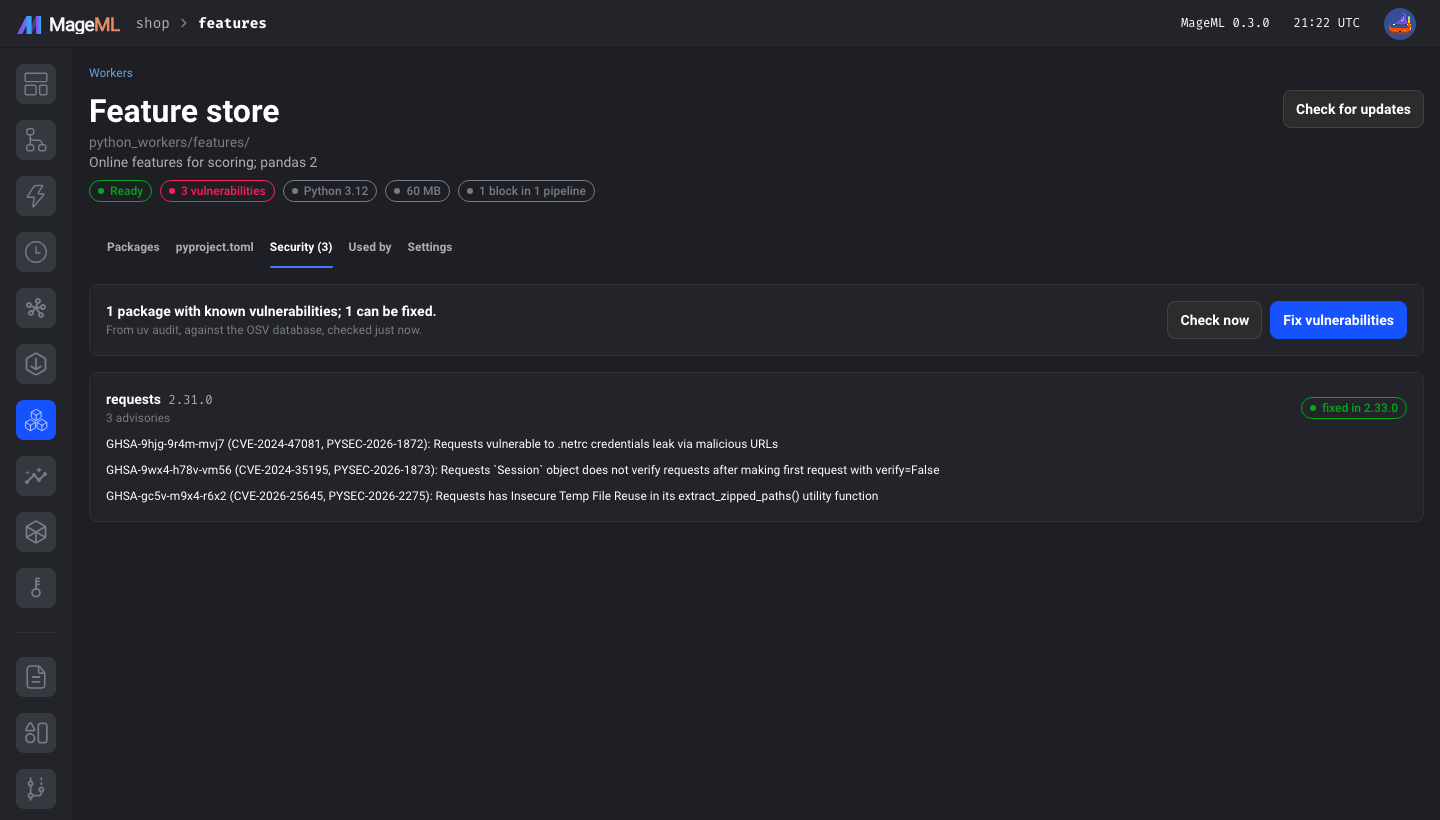 MageML shop > features MageML 0.3.0 21:22 UTC
Workers
Feature store
Check for updates
python_workers/features/
Online features for scoring; pandas 2
Ready 3 vulnerabilities Python 3.12 60 MB 1 block in 1 pipeline
Packages pyproject.toml Security (3) Used by Settings
1 package with known vulnerabilities; 1 can be fixed.
From uv audit, against the OSV database, checked just now.
Check now Fix vulnerabilities
requests 2.31.0
3 advisories
fixed in 2.33.0
GHSA-9hjg-9r4m-mvj7 (CVE-2024-47081, PYSEC-2026-1872): Requests vulnerable to .netrc credentials leak via malicious URLs
GHSA-9wx4-h78v-vm56 (CVE-2024-35195, PYSEC-2026-1873): Requests `Session` object does not verify requests after making first request with verify=False
GHSA-gc5v-m9x4-r6x2 (CVE-2026-25645, PYSEC-2026-2275): Requests has Insecure Temp File Reuse in its extract_zipped_paths() utility function